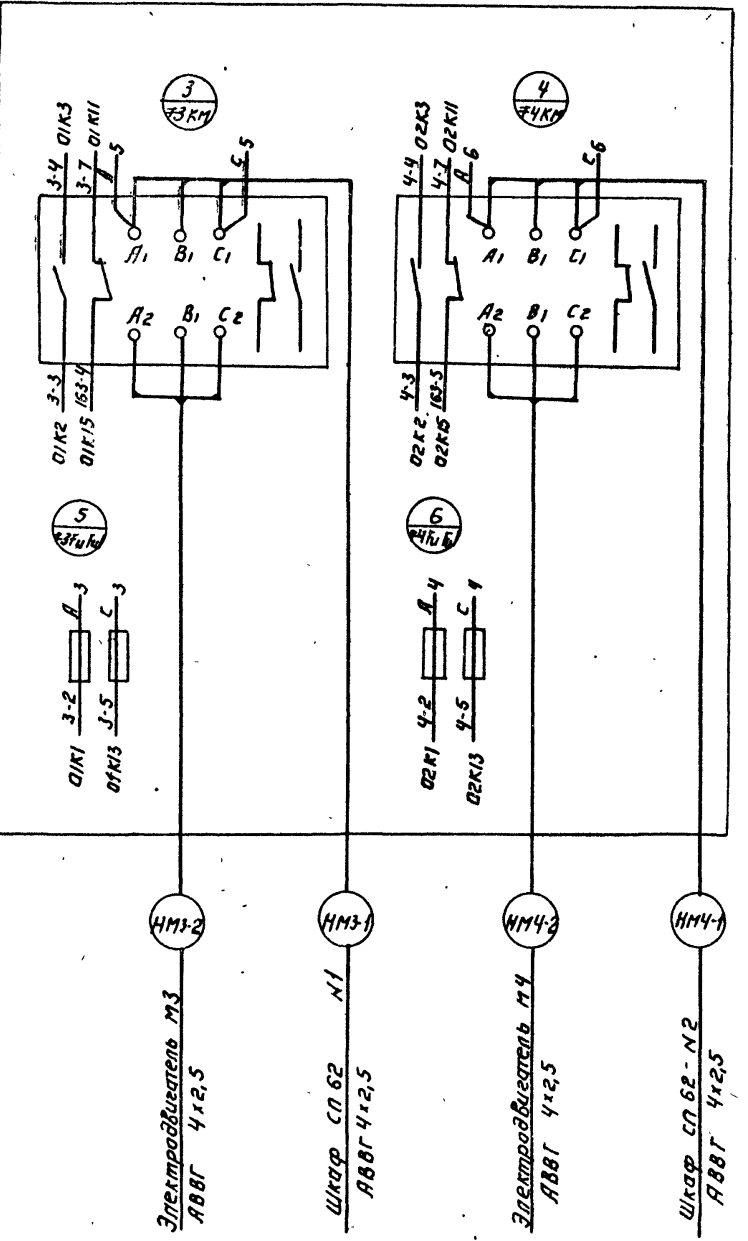 3
73КМ
4
74КМ
3-4 01К3
3-7 01К11
А 5
С 5
4-4 02К3
4-7 02К11
А 6
С 6
А1 В1 С1
А2 В1 С2
А1 В1 С1
А2 В1 С2
01К2 3-3
01К15 163-4
02К2 4-3
02К15 163-5
5
6
А 3
С 3
01К1 3-2
01К13 3-5
А 4
С 4
02К1 4-2
02К13 4-5
НМ3-2
НМ3-1
НМ4-2
НМ4-1
Электродвигатель М3
АВВГ 4х2,5
Шкаф СП 62 N1
АВВГ 4х2,5
Электродвигатель М4
АВВГ 4х2,5
Шкаф СП 62 - N2
АВВГ 4х2,5